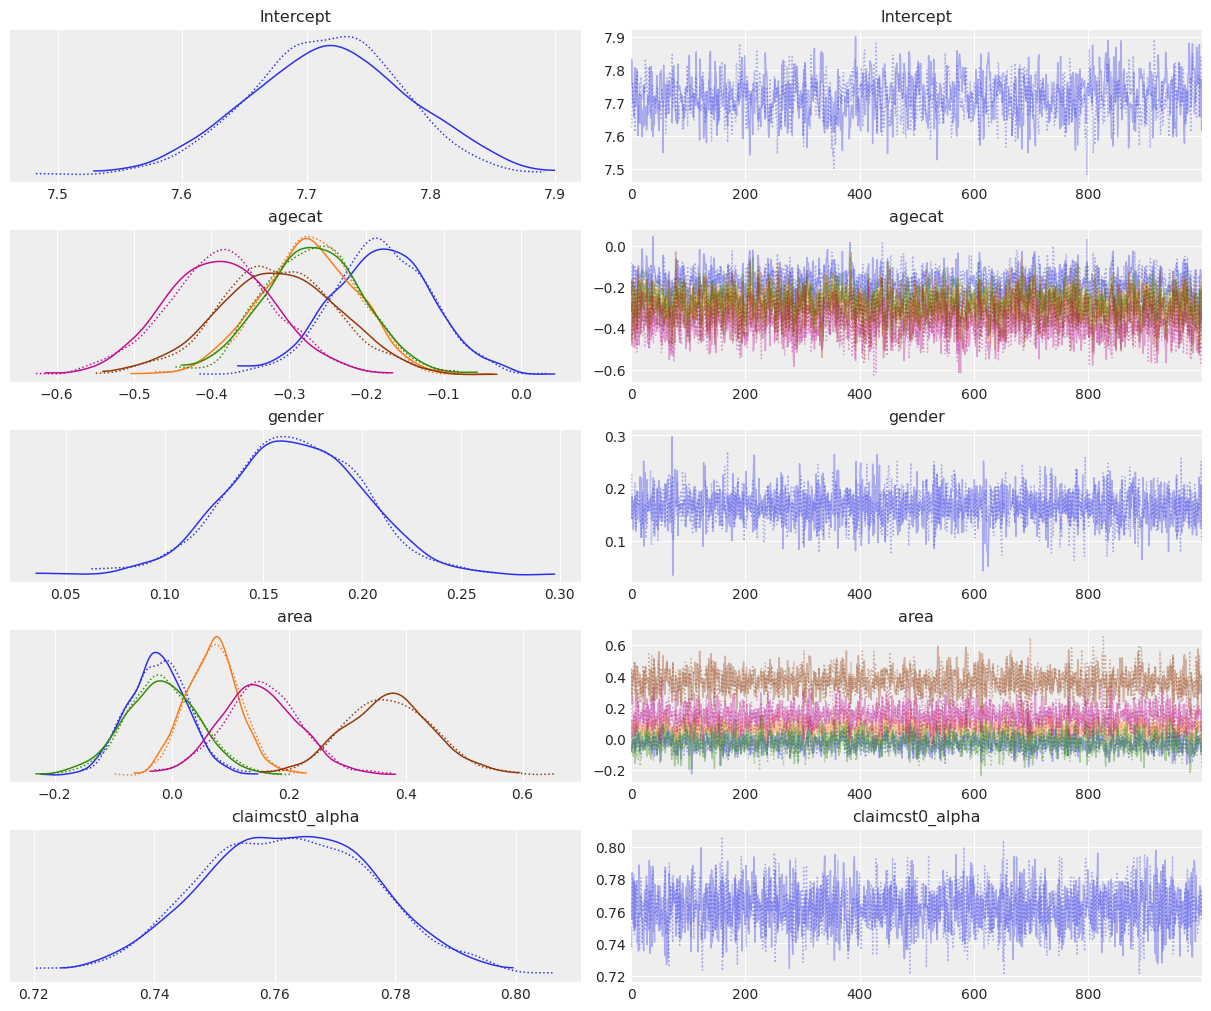 Intercept
Intercept
7.5 7.6 7.7 7.8 7.9
7.9
7.8
7.7
7.6
7.5
0 200 400 600 800
agecat
agecat
−0.6 −0.5 −0.4 −0.3 −0.2 −0.1 0.0
0.0
−0.2
−0.4
−0.6
0 200 400 600 800
gender
gender
0.05 0.10 0.15 0.20 0.25 0.30
0.3
0.2
0.1
0 200 400 600 800
area
area
−0.2 0.0 0.2 0.4 0.6
0.6
0.4
0.2
0.0
−0.2
0 200 400 600 800
claimcst0_alpha
claimcst0_alpha
0.72 0.74 0.76 0.78 0.80
0.80
0.78
0.76
0.74
0.72
0 200 400 600 800